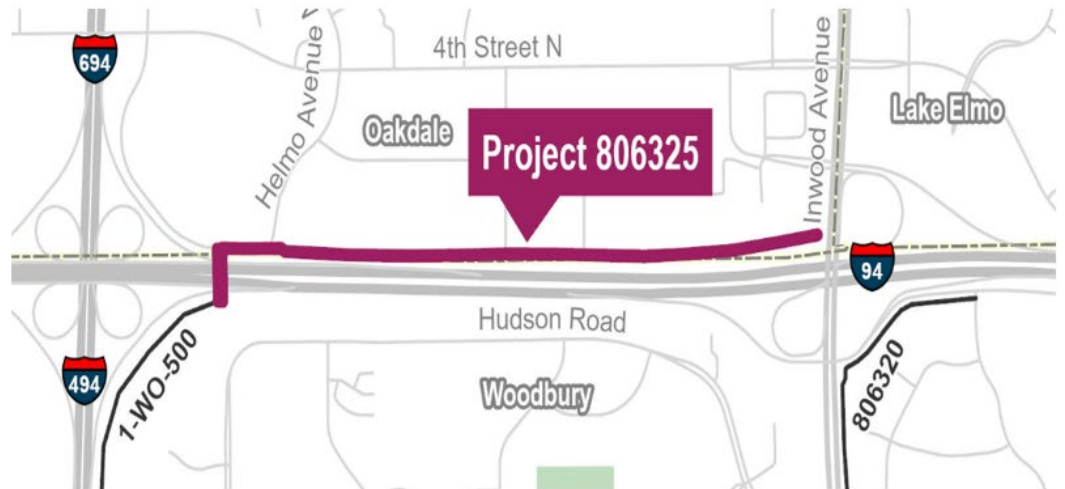 4th Street N
694
Helmo Avenue N
Oakdale
Inwood Avenue
Lake Elmo
Project 806325
94
Hudson Road
494
1-WO-500
Woodbury
806320